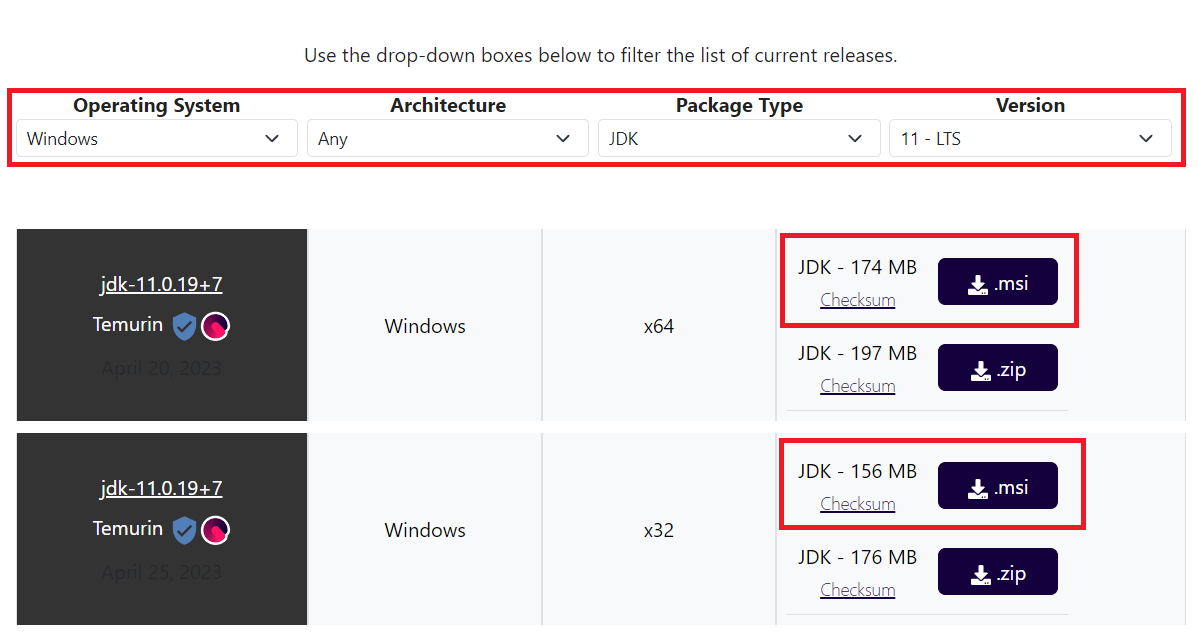 Use the drop-down boxes below to filter the list of current releases.
Operating System Architecture Package Type Version
Windows Any JDK 11 - LTS
jdk-11.0.19+7
Temurin
April 20, 2023
Windows
x64
JDK - 174 MB
Checksum
.msi
JDK - 197 MB
Checksum
.zip
jdk-11.0.19+7
Temurin
April 25, 2023
Windows
x32
JDK - 156 MB
Checksum
.msi
JDK - 176 MB
Checksum
.zip